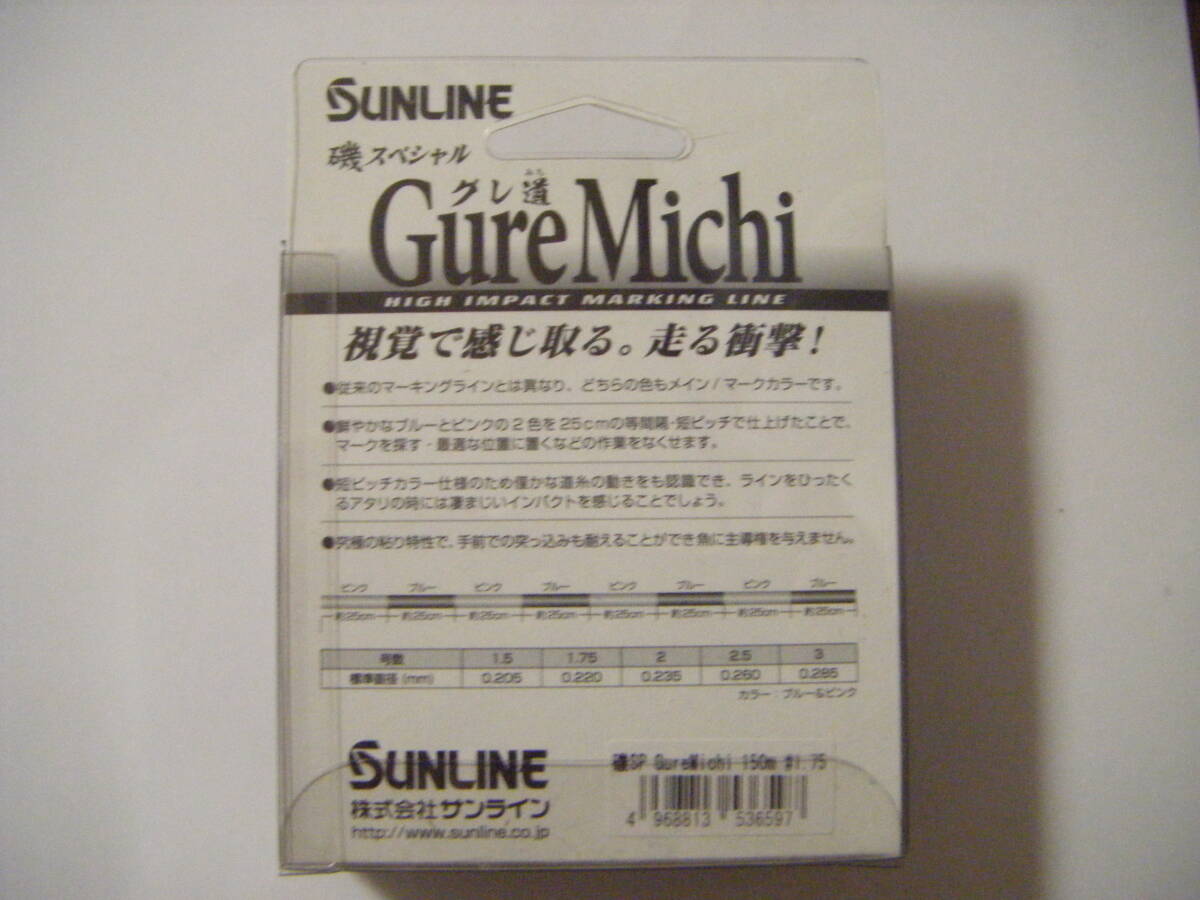 SUNLINE
磯スペシャル
みち
グレ道
Gure Michi
HIGH IMPACT MARKING LINE
視覚で感じ取る。走る衝撃!
●従来のマーキングラインとは異なり、どちらの色もメイン/マークカラーです。
●鮮やかなブルーとピンクの2色を25cmの等間隔・短ピッチで仕上げたことで、
マークを探す・最適な位置に置くなどの作業をなくせます。
●短ピッチカラー仕様のため僅かな道糸の動きをも認識でき、ラインをひったく
るアタリの時には凄まじいインパクトを感じることでしょう。
●究極の粘り特性で、手前での突っ込みも耐えることができ魚に主導権を与えません。
ピンク ブルー ピンク ブルー ピンク ブルー ピンク ブルー
約25cm 約25cm 約25cm 約25cm 約25cm 約25cm 約25cm 約25cm
号数 1.5 1.75 2 2.5 3
標準直径(mm) 0.205 0.220 0.235 0.260 0.285
カラー:ブルー&ピンク
SUNLINE
株式会社サンライン
http://www.sunline.co.jp
磯SP GureMichi 150m #1.75
4 968813 536597